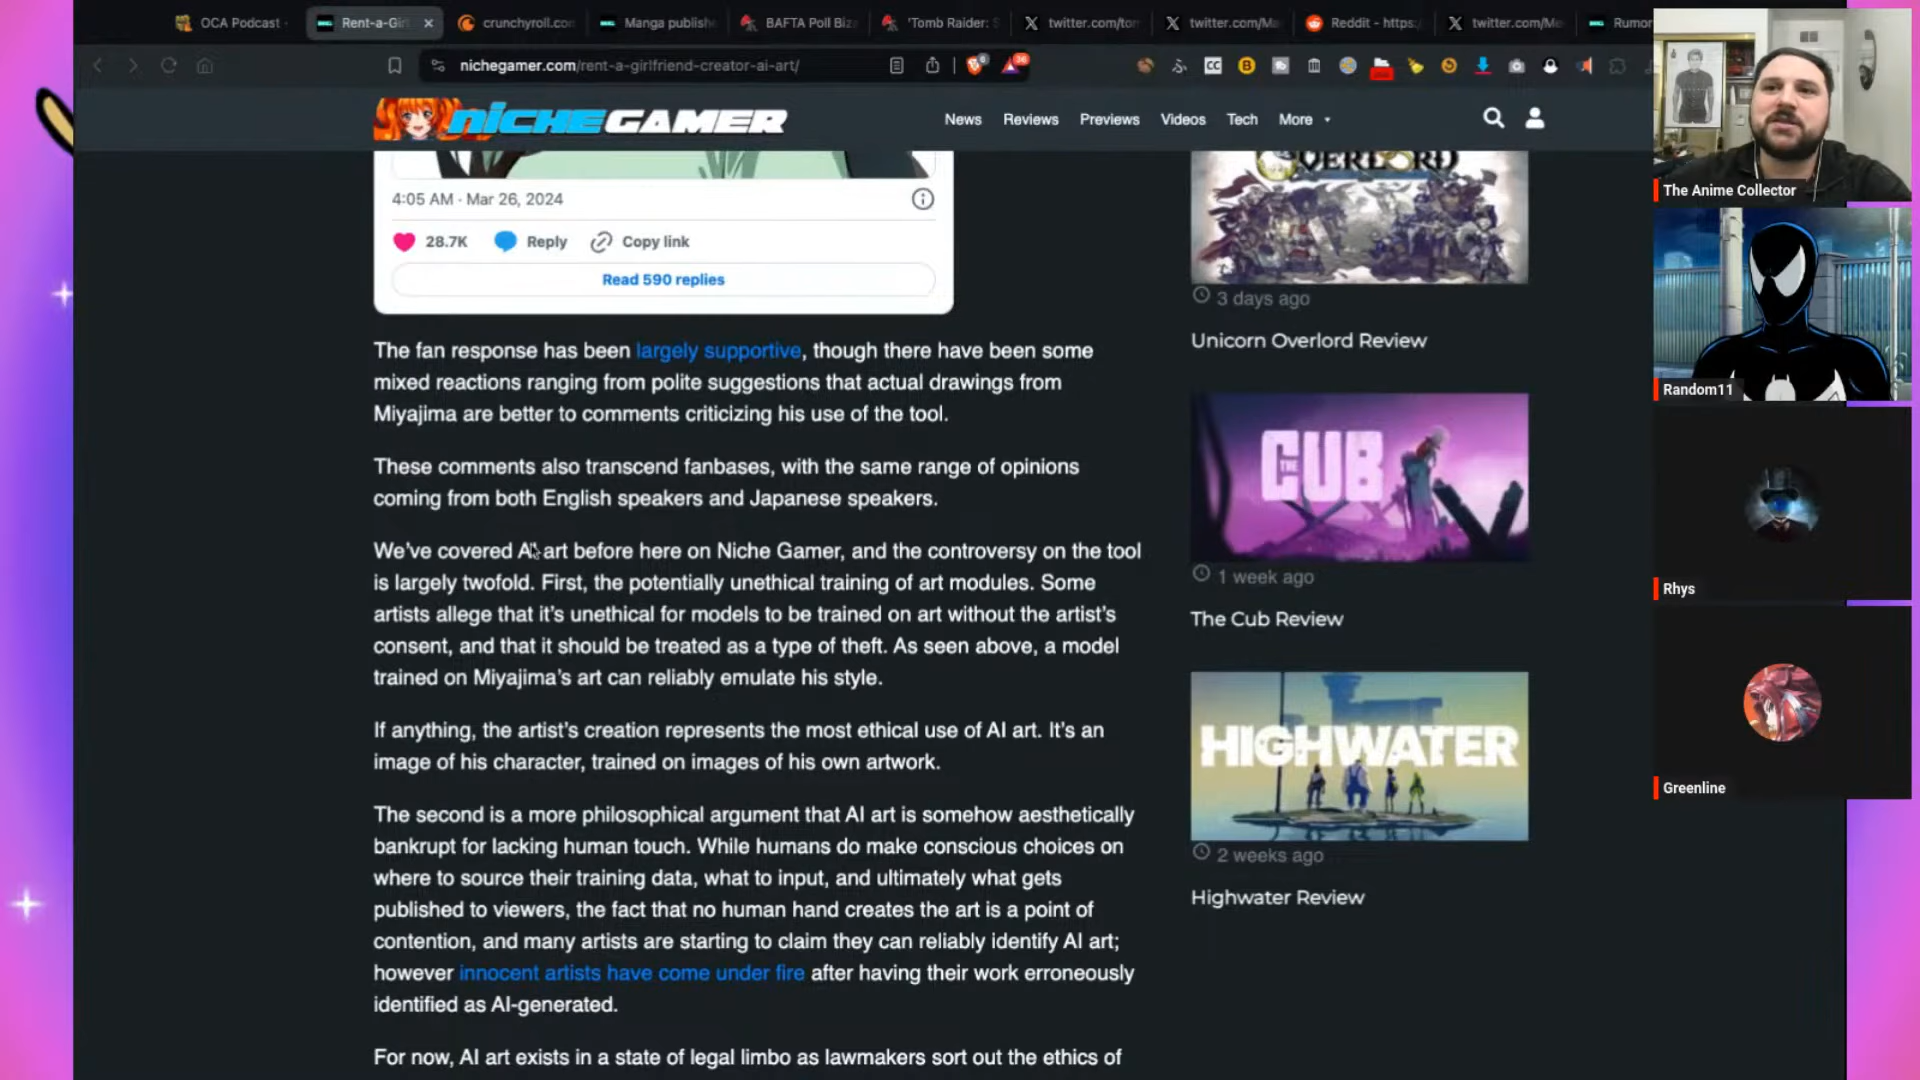 OCA Podcast
Rent-a-Gir
crunchyroll.con
Manga publishe
BAFTA Poll Biz
'Tomb Raider: S
twitter.com/ton
twitter.com/Ma
Reddit - https:/
twitter.com/Me
Rumor
nichegamer.com/rent-a-girlfriend-creator-ai-art/
NICHEGAMER
News
Reviews
Previews
Videos
Tech
More
4:05 AM · Mar 26, 2024
28.7K
Reply
Copy link
Read 590 replies
The fan response has been largely supportive, though there have been some
mixed reactions ranging from polite suggestions that actual drawings from
Miyajima are better to comments criticizing his use of the tool.
These comments also transcend fanbases, with the same range of opinions
coming from both English speakers and Japanese speakers.
We've covered AI art before here on Niche Gamer, and the controversy on the tool
is largely twofold. First, the potentially unethical training of art modules. Some
artists allege that it's unethical for models to be trained on art without the artist's
consent, and that it should be treated as a type of theft. As seen above, a model
trained on Miyajima's art can reliably emulate his style.
If anything, the artist's creation represents the most ethical use of AI art. It's an
image of his character, trained on images of his own artwork.
The second is a more philosophical argument that AI art is somehow aesthetically
bankrupt for lacking human touch. While humans do make conscious choices on
where to source their training data, what to input, and ultimately what gets
published to viewers, the fact that no human hand creates the art is a point of
contention, and many artists are starting to claim they can reliably identify AI art;
however innocent artists have come under fire after having their work erroneously
identified as AI-generated.
For now, AI art exists in a state of legal limbo as lawmakers sort out the ethics of
OVERLORD
3 days ago
Unicorn Overlord Review
THE CUB
1 week ago
The Cub Review
HIGHWATER
2 weeks ago
Highwater Review
The Anime Collector
Random11
Rhys
Greenline